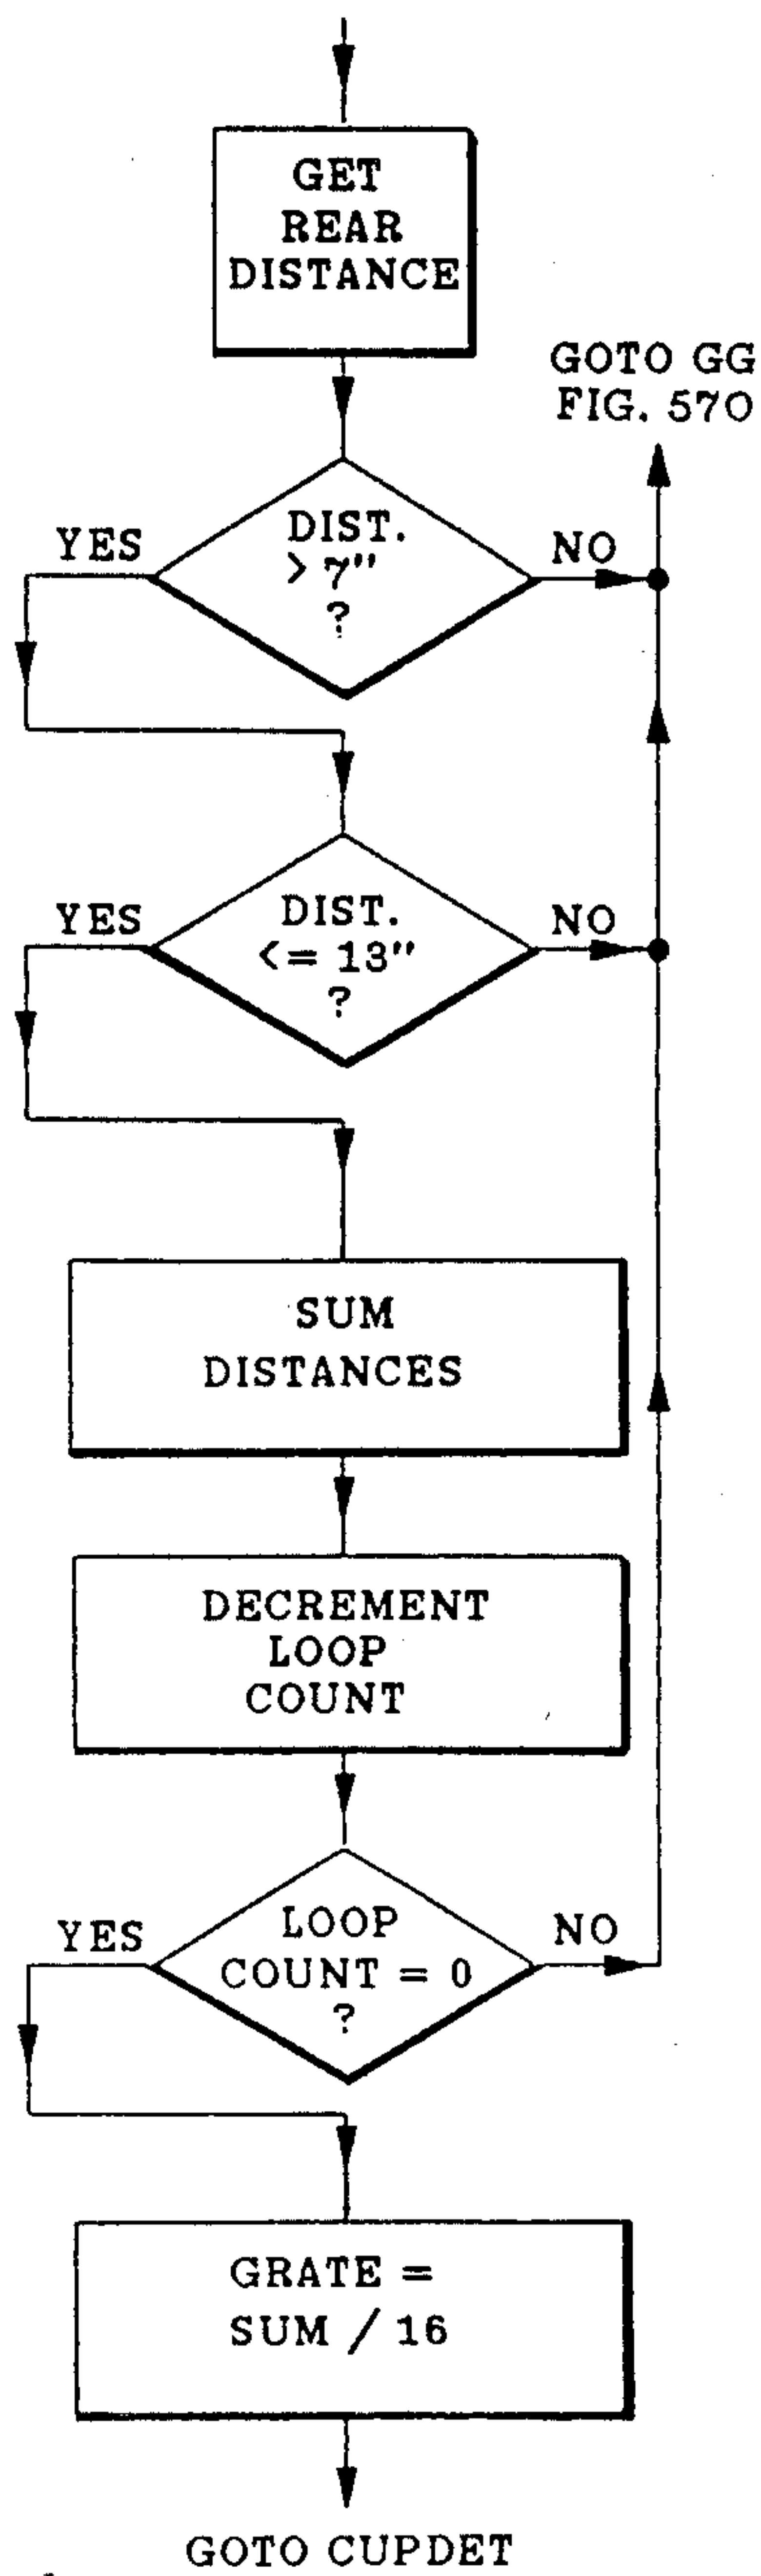 GET
REAR
DISTANCE
GOTO GG
FIG. 570
DIST.
> 7"
?
YES
NO
DIST.
<= 13"
?
YES
NO
SUM
DISTANCES
DECREMENT
LOOP
COUNT
LOOP
COUNT = 0
?
YES
NO
GRATE =
SUM / 16
GOTO CUPDET